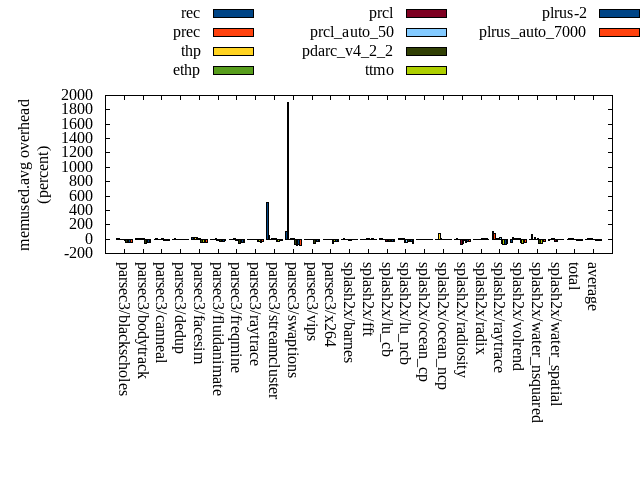 rec
prec
thp
ethp
prcl
prcl_auto_50
pdarc_v4_2_2
ttmo
plrus-2
plrus_auto_7000
memused.avg overhead
(percent)
2000
1800
1600
1400
1200
1000
800
600
400
200
0
-200
parsec3/blackscholes
parsec3/bodytrack
parsec3/canneal
parsec3/dedup
parsec3/facesim
parsec3/fluidanimate
parsec3/freqmine
parsec3/raytrace
parsec3/streamcluster
parsec3/swaptions
parsec3/vips
parsec3/x264
splash2x/barnes
splash2x/fft
splash2x/lu_cb
splash2x/lu_ncb
splash2x/ocean_cp
splash2x/ocean_ncp
splash2x/radiosity
splash2x/radix
splash2x/raytrace
splash2x/volrend
splash2x/water_nsquared
splash2x/water_spatial
total
average